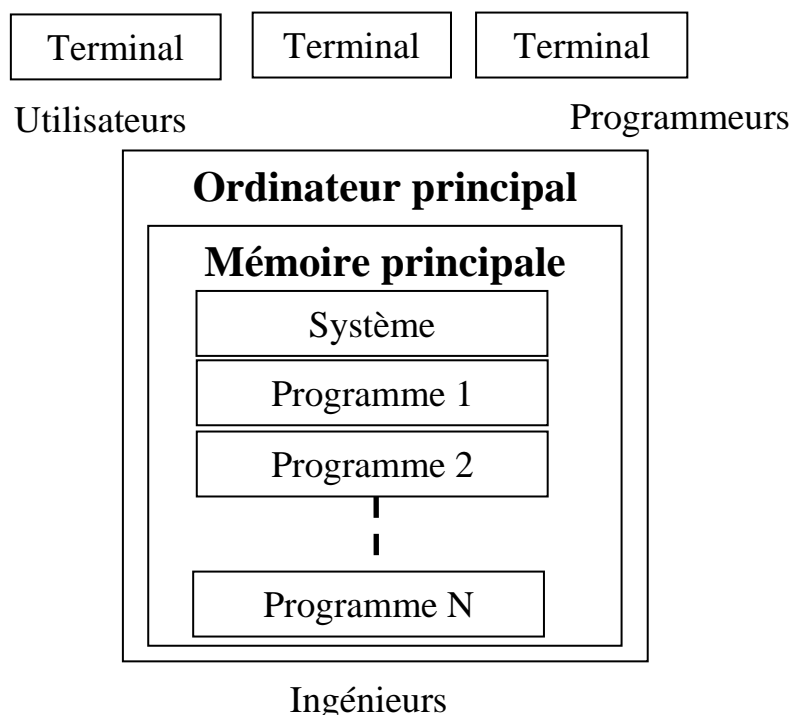 Terminal Terminal Terminal
Utilisateurs Programmeurs
Ordinateur principal
Mémoire principale
Système
Programme 1
Programme 2
Programme N
Ingénieurs